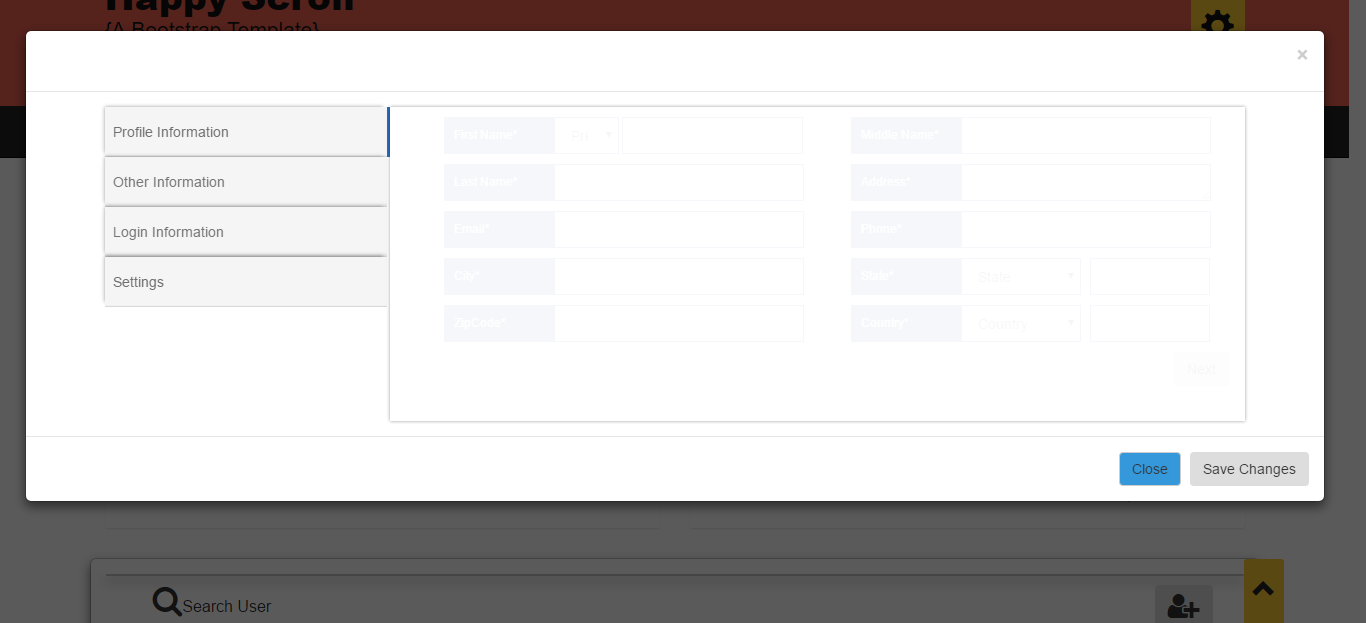 Happy Scroll
{A Bootstrap Template}
×
Profile Information
Other Information
Login Information
Settings
First Name* Pre
Middle Name*
Last Name*
Address*
Email*
Phone*
City*
State* State
ZipCode*
Country* Country
Next
Close
Save Changes
Search User